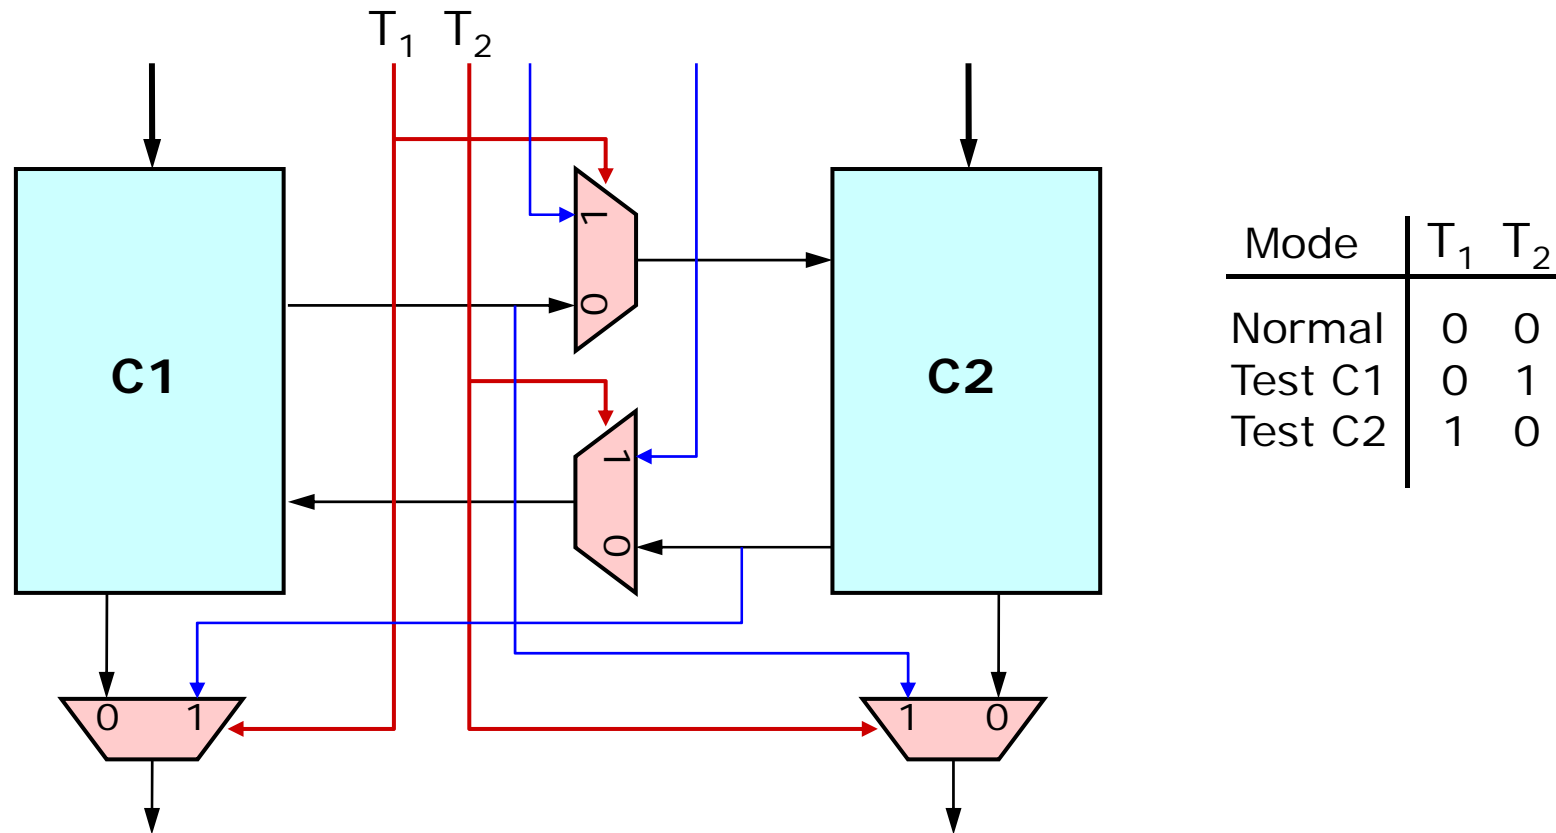 T1 T2
1
0
C1
C2
1
0
0 1
1 0
Mode T1 T2
Normal 0 0
Test C1 0 1
Test C2 1 0